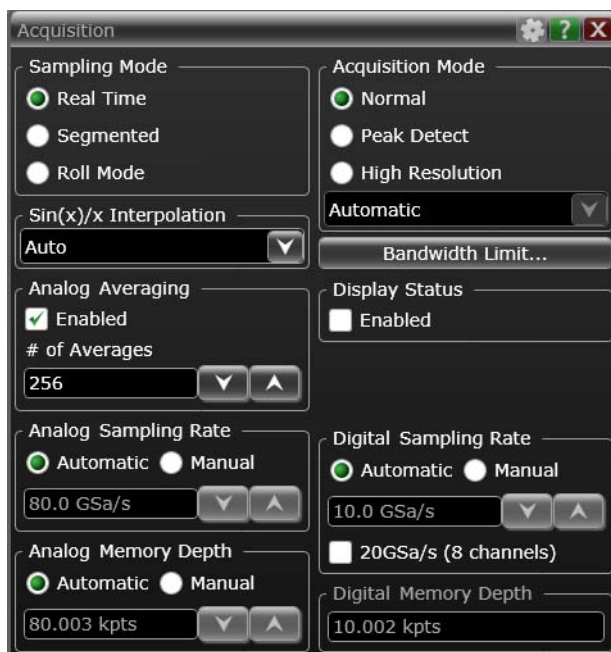 Acquisition
?
X
Sampling Mode
Real Time
Segmented
Roll Mode
Sin(x)/x Interpolation
Auto
Analog Averaging
Enabled
# of Averages
256
Analog Sampling Rate
Automatic
Manual
80.0 GSa/s
Analog Memory Depth
Automatic
Manual
80.003 kpts
Acquisition Mode
Normal
Peak Detect
High Resolution
Automatic
Bandwidth Limit...
Display Status
Enabled
Digital Sampling Rate
Automatic
Manual
10.0 GSa/s
20GSa/s (8 channels)
Digital Memory Depth
10.002 kpts